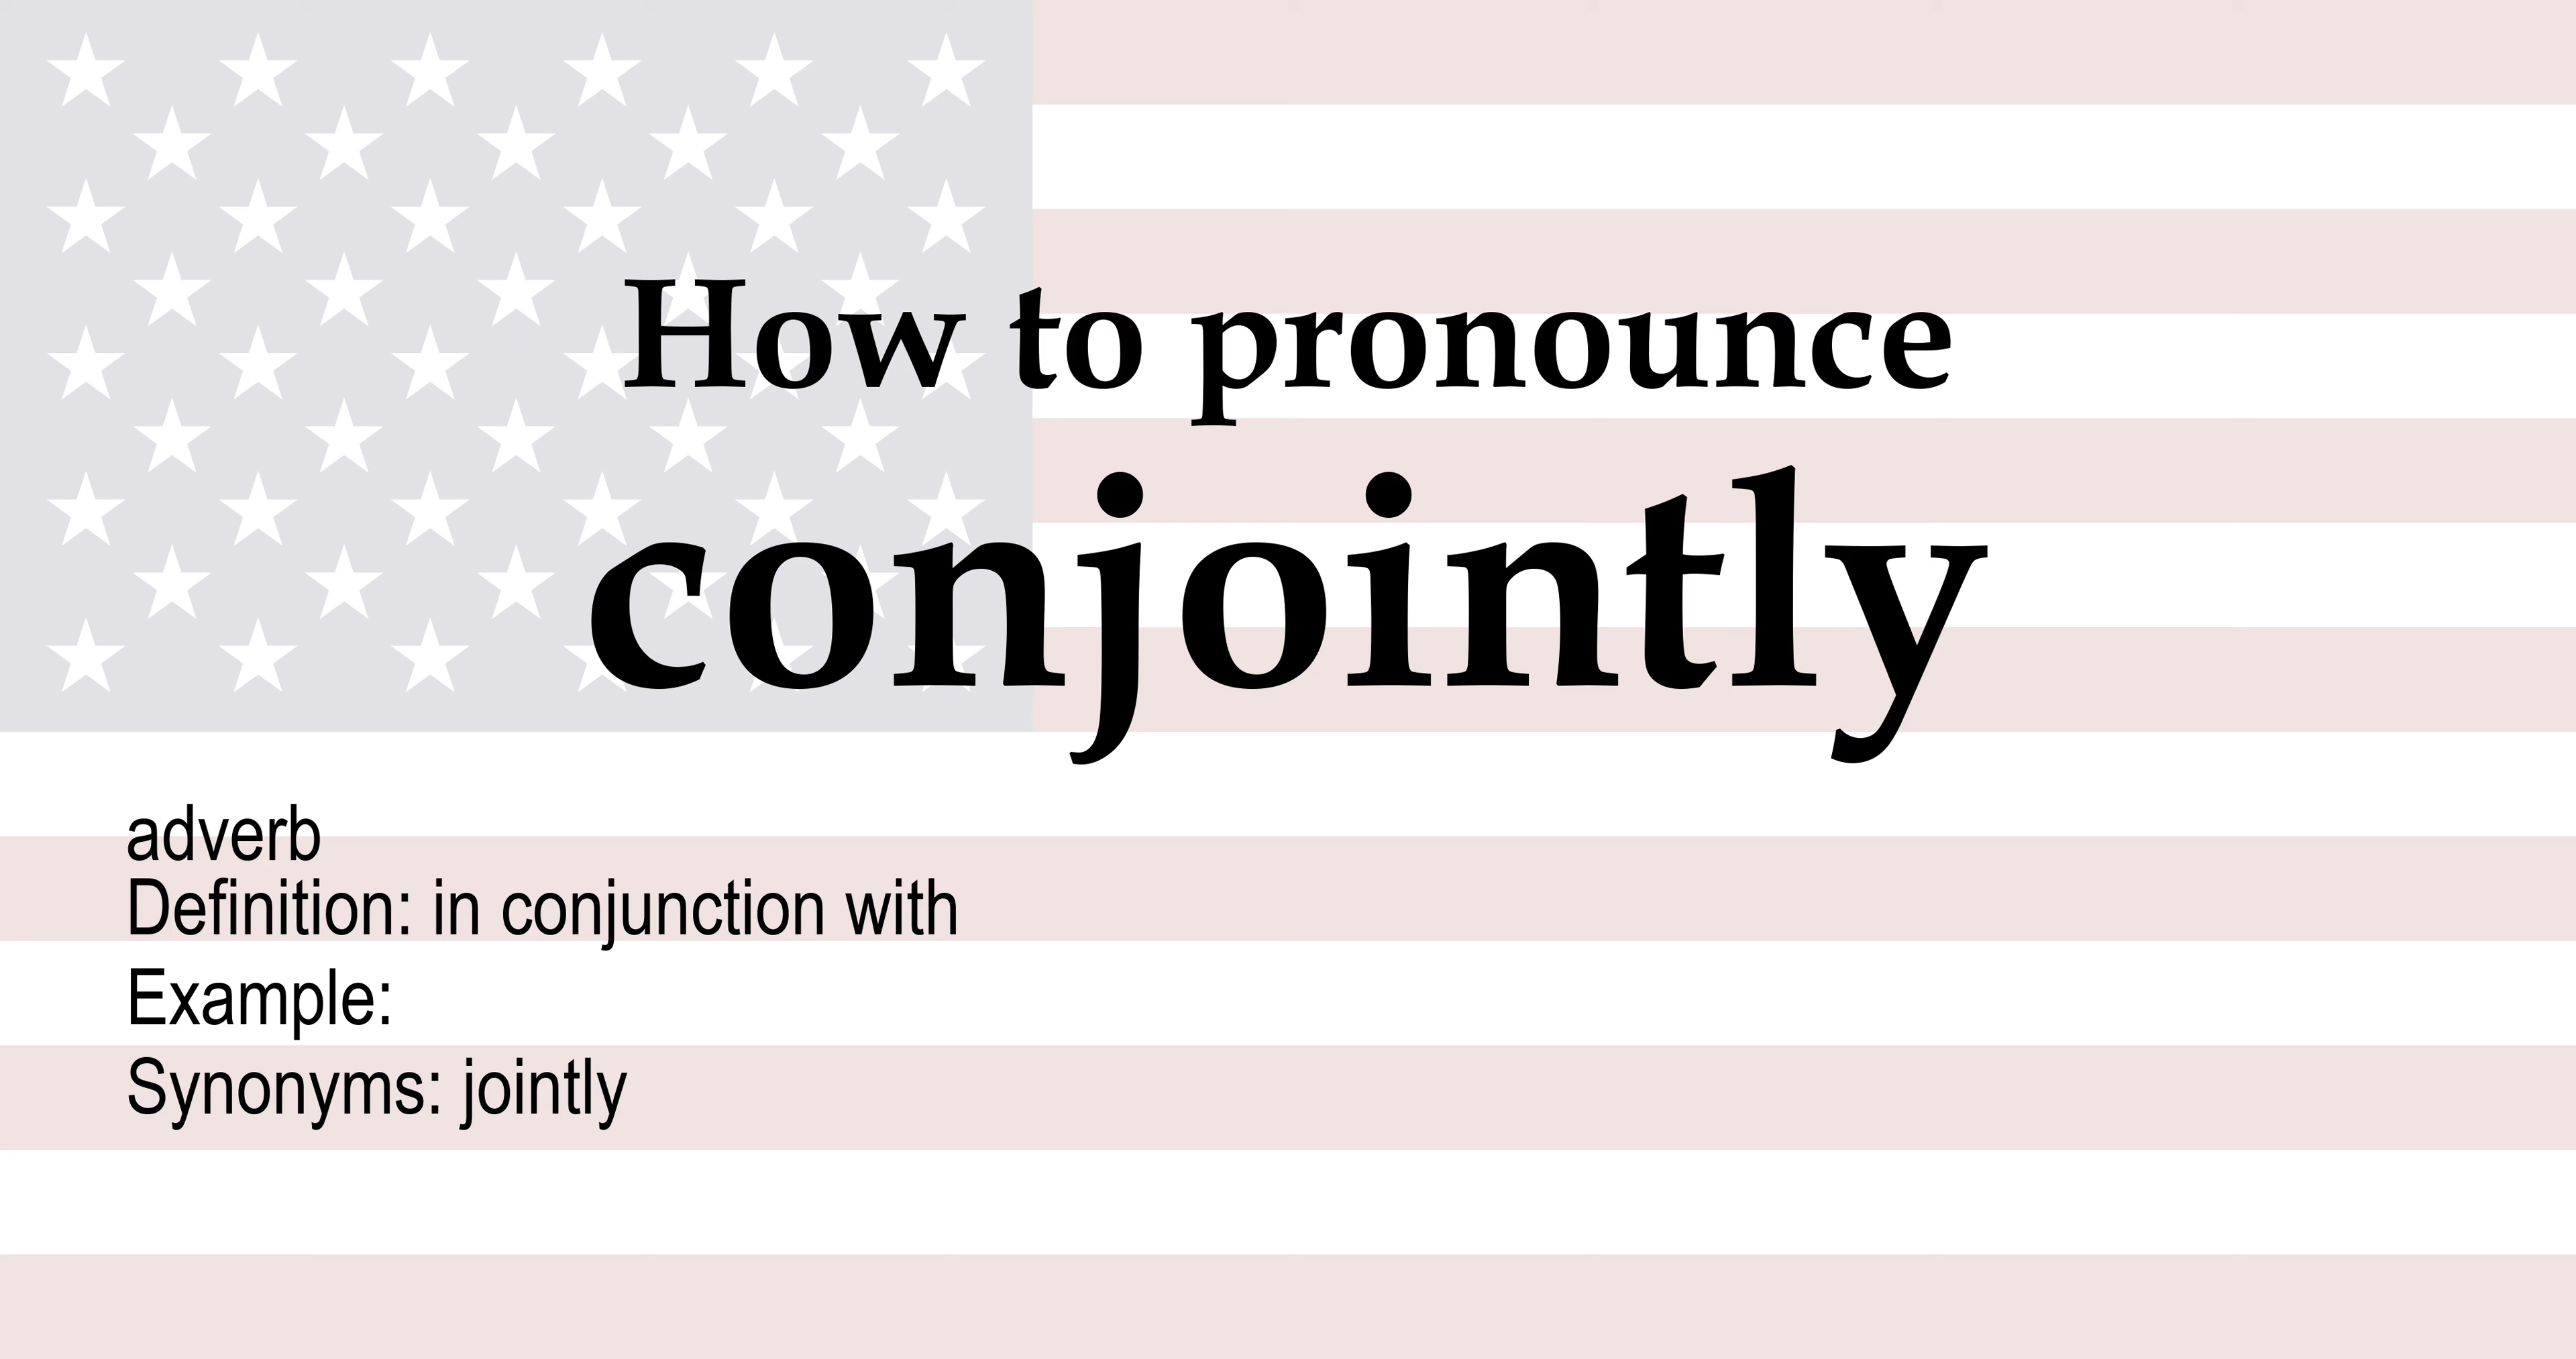 How to pronounce
conjointly
adverb
Definition: in conjunction with
Example:
Synonyms: jointly